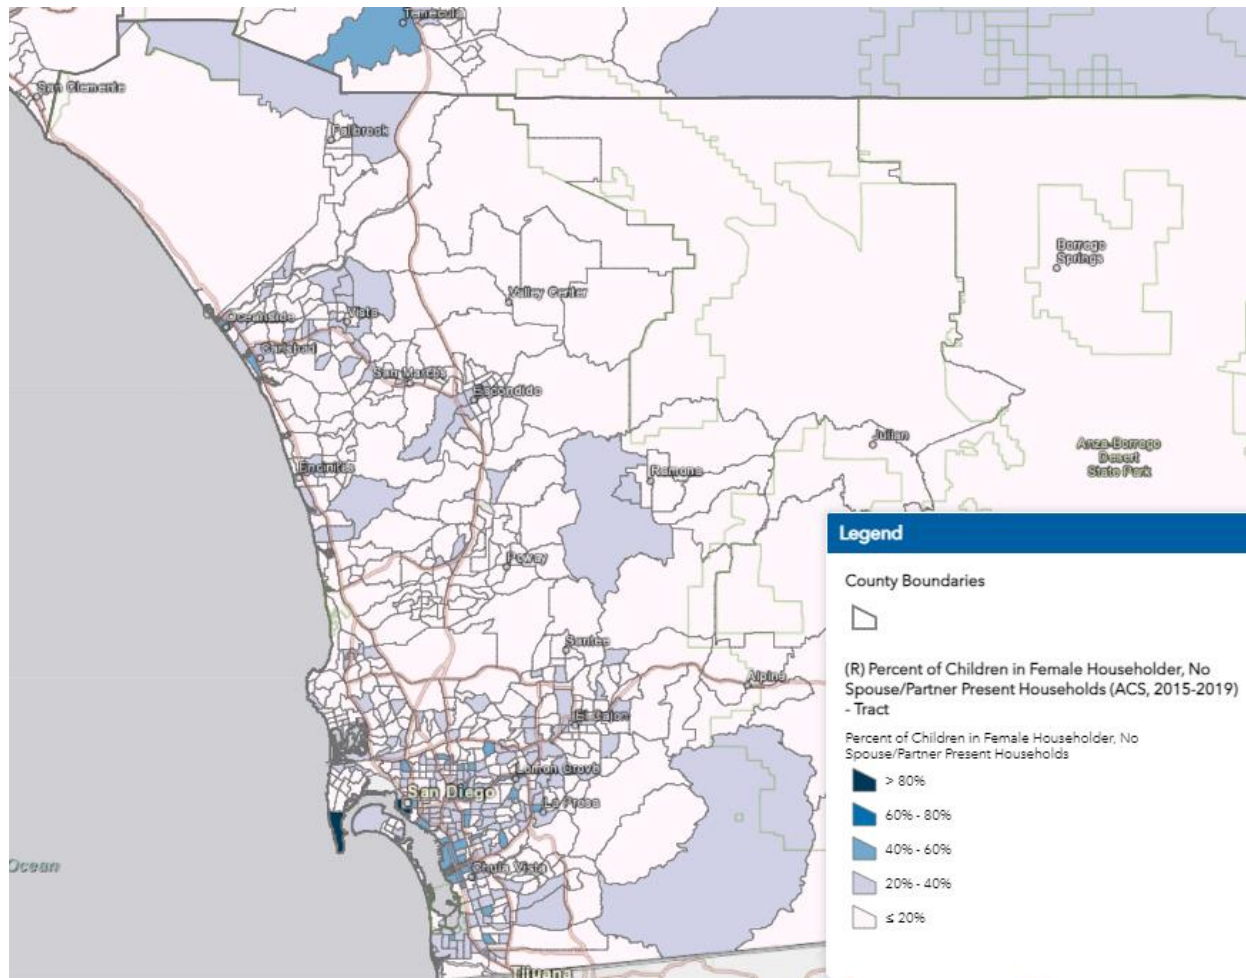 Temecula
San Clemente
Fallbrook
Borrego
Springs
Valley Center
Oceanside
Vista
Carlsbad
San Marcos
Escondido
Julian
Anza-Borrego
Desert
State Park
Encinitas
Ramona
Poway
Santee
Alpine
El Cajon
Lemon Grove
San Diego
La Presa
Ocean
Chula Vista
Tijuana
Legend
County Boundaries
(R) Percent of Children in Female Householder, No
Spouse/Partner Present Households (ACS, 2015-2019)
- Tract
Percent of Children in Female Householder, No
Spouse/Partner Present Households
> 80%
60% - 80%
40% - 60%
20% - 40%
≤ 20%